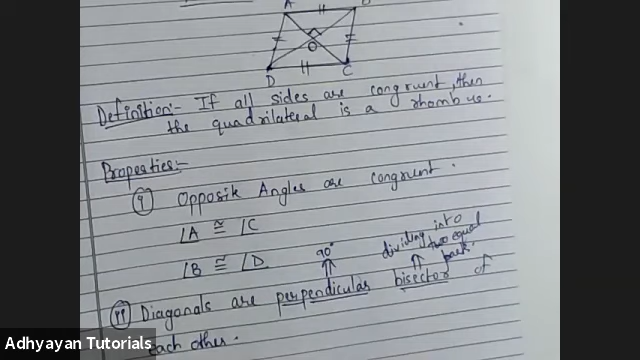 A
O
D
C
Definition:- If all sides are congruent, then
the quadrilateral is a rhombus.
Properties:-
i) Opposite Angles are congruent.
∠A ≅ ∠C
∠B ≅ ∠D
90°
dividing into
two equal
part.
ii) Diagonals are perpendicular bisector of
each other.
Adhyayan Tutorials